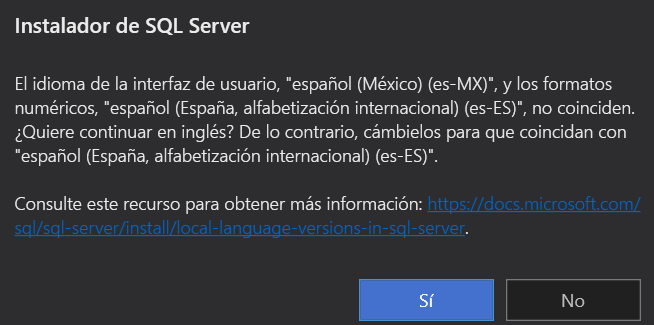 Instalador de SQL Server
El idioma de la interfaz de usuario, "español (México) (es-MX)", y los formatos
numéricos, "español (España, alfabetización internacional) (es-ES)", no coinciden.
¿Quiere continuar en inglés? De lo contrario, cámbielos para que coincidan con
"español (España, alfabetización internacional) (es-ES)".
Consulte este recurso para obtener más información: https://docs.microsoft.com/
sql/sql-server/install/local-language-versions-in-sql-server.
Sí No